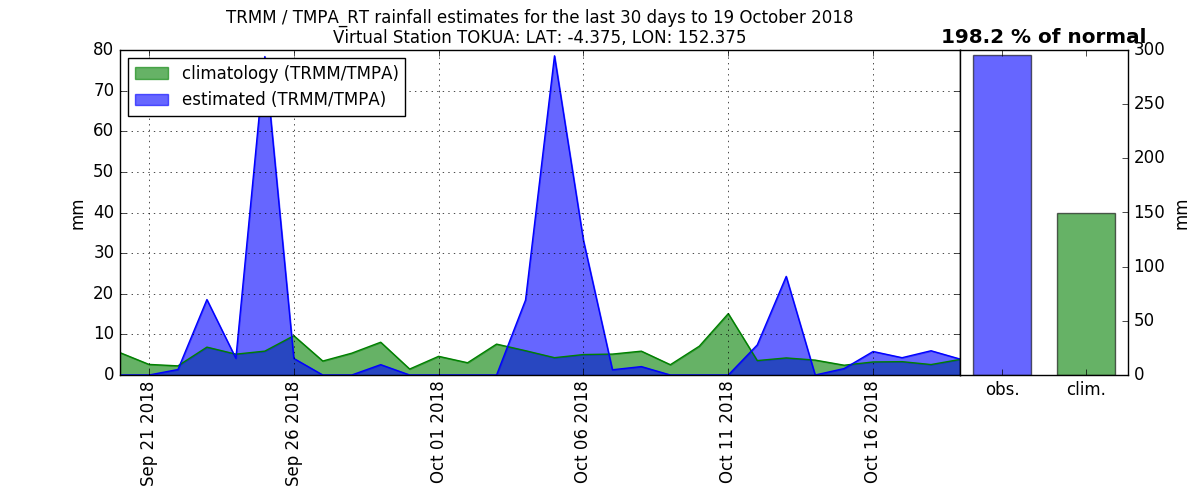 TRMM / TMPA_RT rainfall estimates for the last 30 days to 19 October 2018
Virtual Station TOKUA: LAT: -4.375, LON: 152.375
198.2 % of normal
climatology (TRMM/TMPA)
estimated (TRMM/TMPA)
mm
80
70
60
50
40
30
20
10
0
Sep 21 2018
Sep 26 2018
Oct 01 2018
Oct 06 2018
Oct 11 2018
Oct 16 2018
obs.
clim.
300
250
200
150
100
50
0
mm